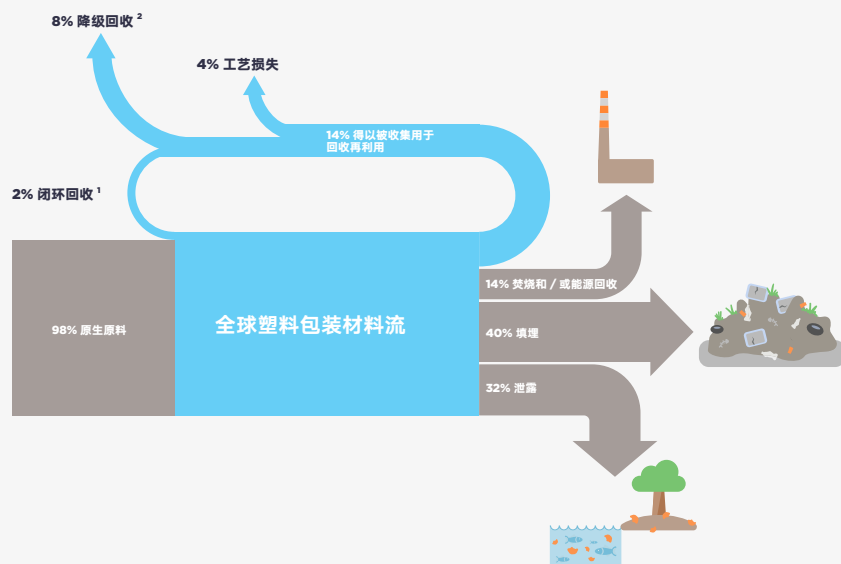 8% 降级回收 ²
4% 工艺损失
14% 得以被收集用于
回收再利用
2% 闭环回收 ¹
14% 焚烧和 / 或能源回收
98% 原生原料
全球塑料包装材料流
40% 填埋
32% 泄露